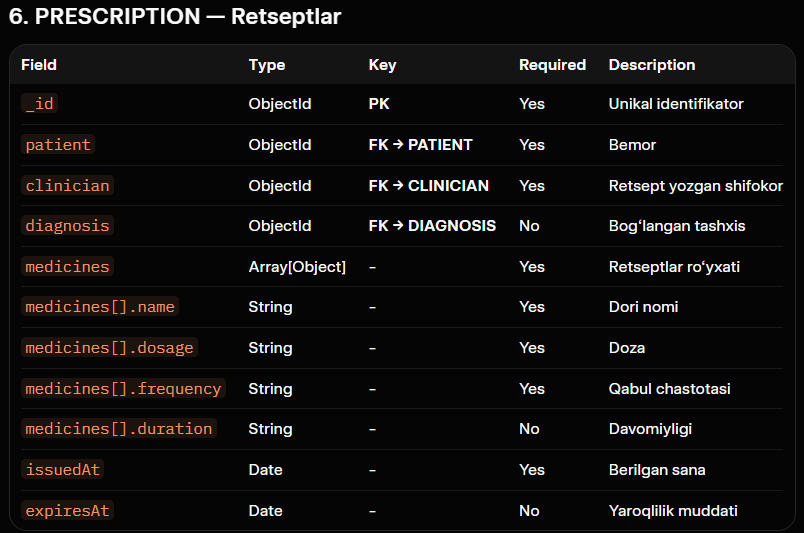 6. PRESCRIPTION — Retseptlar
Field Type Key Required Description
_id ObjectId PK Yes Unikal identifikator
patient ObjectId FK → PATIENT Yes Bemor
clinician ObjectId FK → CLINICIAN Yes Retsept yozgan shifokor
diagnosis ObjectId FK → DIAGNOSIS No Bog‘langan tashxis
medicines Array[Object] - Yes Retseptlar ro‘yxati
medicines[].name String - Yes Dori nomi
medicines[].dosage String - Yes Doza
medicines[].frequency String - Yes Qabul chastotasi
medicines[].duration String - No Davomiyligi
issuedAt Date - Yes Berilgan sana
expiresAt Date - No Yaroqlilik muddati